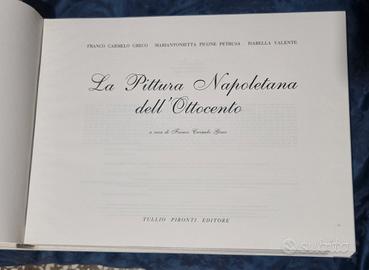 FRANCO CARMELO GRECO MARIANTONIETTA PICONE PETRUSA ISABELLA VALENTE
La Pittura Napoletana
dell'Ottocento
a cura di Franco Carmelo Greco
TULLIO PIRONTI EDITORE
subito